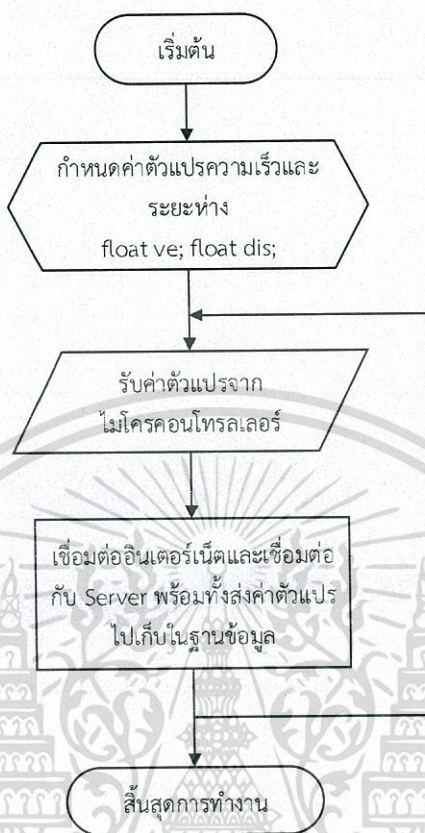 เริ่มต้น
กำหนดค่าตัวแปรความเร็วและ
ระยะห่าง
float ve; float dis;
รับค่าตัวแปรจาก
ไมโครคอนโทรลเลอร์
เชื่อมต่ออินเตอร์เน็ตและเชื่อมต่อ
กับ Server พร้อมทั้งส่งค่าตัวแปร
ไปเก็บในฐานข้อมูล
สิ้นสุดการทำงาน